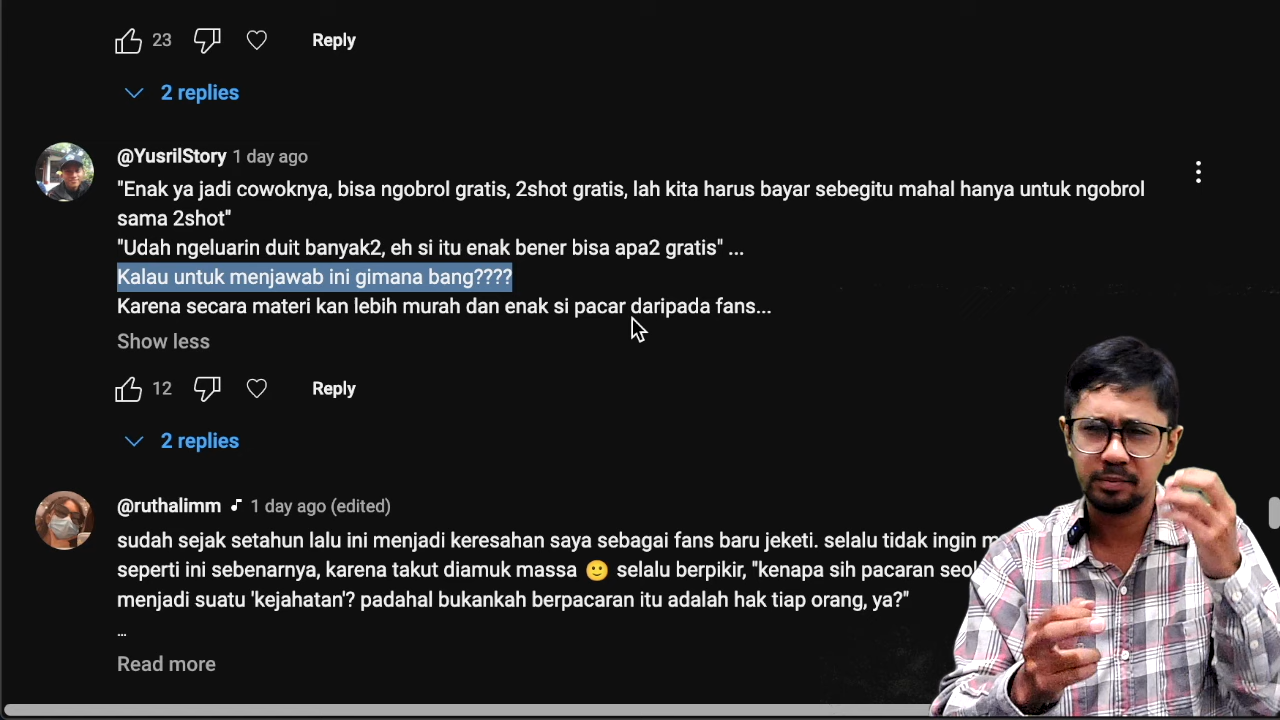 23 Reply
2 replies
@YusrilStory 1 day ago
"Enak ya jadi cowoknya, bisa ngobrol gratis, 2shot gratis, lah kita harus bayar sebegitu mahal hanya untuk ngobrol
sama 2shot"
"Udah ngeluarin duit banyak2, eh si itu enak bener bisa apa2 gratis" ...
Kalau untuk menjawab ini gimana bang????
Karena secara materi kan lebih murah dan enak si pacar daripada fans...
Show less
12 Reply
2 replies
@ruthalimm 1 day ago (edited)
sudah sejak setahun lalu ini menjadi keresahan saya sebagai fans baru jeketi. selalu tidak ingin
seperti ini sebenarnya, karena takut diamuk massa 🙂 selalu berpikir, "kenapa sih pacaran
menjadi suatu 'kejahatan'? padahal bukankah berpacaran itu adalah hak tiap orang, ya?"
...
Read more